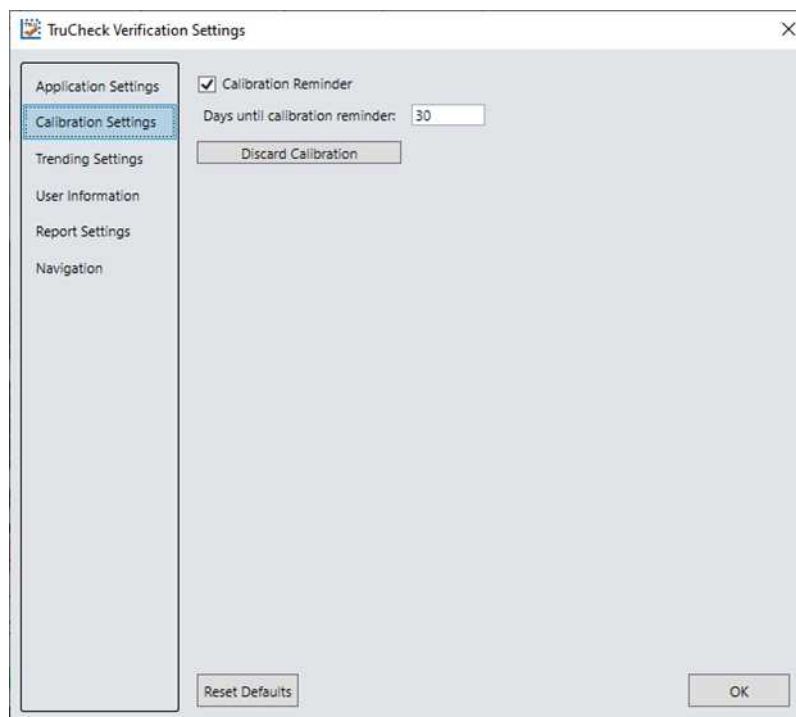 TruCheck Verification Settings
Application Settings
Calibration Settings
Trending Settings
User Information
Report Settings
Navigation
Calibration Reminder
Days until calibration reminder: 30
Discard Calibration
Reset Defaults
OK